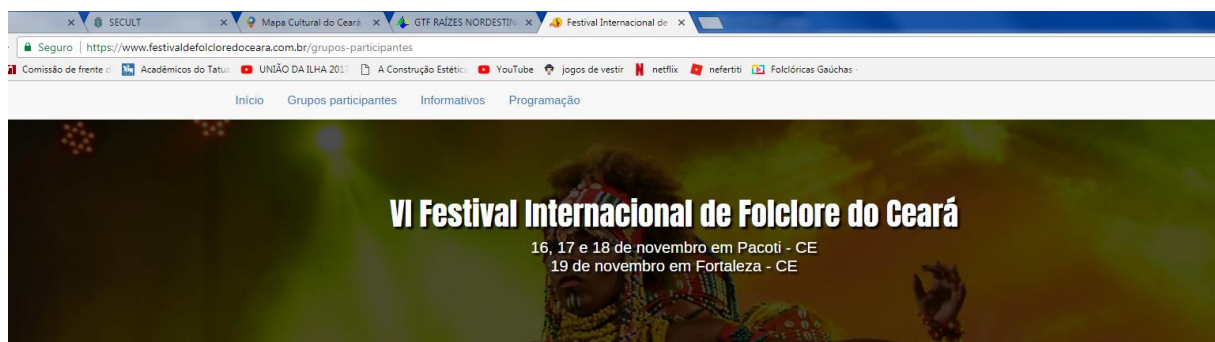 SECULT
Mapa Cultural do Ceará
GTF RAÍZES NORDESTIN
Festival Internacional de
Seguro | https://www.festivaldefolcloredoceara.com.br/grupos-participantes
Comissão de frente d
Acadêmicos do Tatua
UNIÃO DA ILHA 201
A Construção Estétic
YouTube
jogos de vestir
netflix
nefertiti
Folclóricas Gaúchas -
Início
Grupos participantes
Informativos
Programação
VI Festival Internacional de Folclore do Ceará
16, 17 e 18 de novembro em Pacoti - CE
19 de novembro em Fortaleza - CE